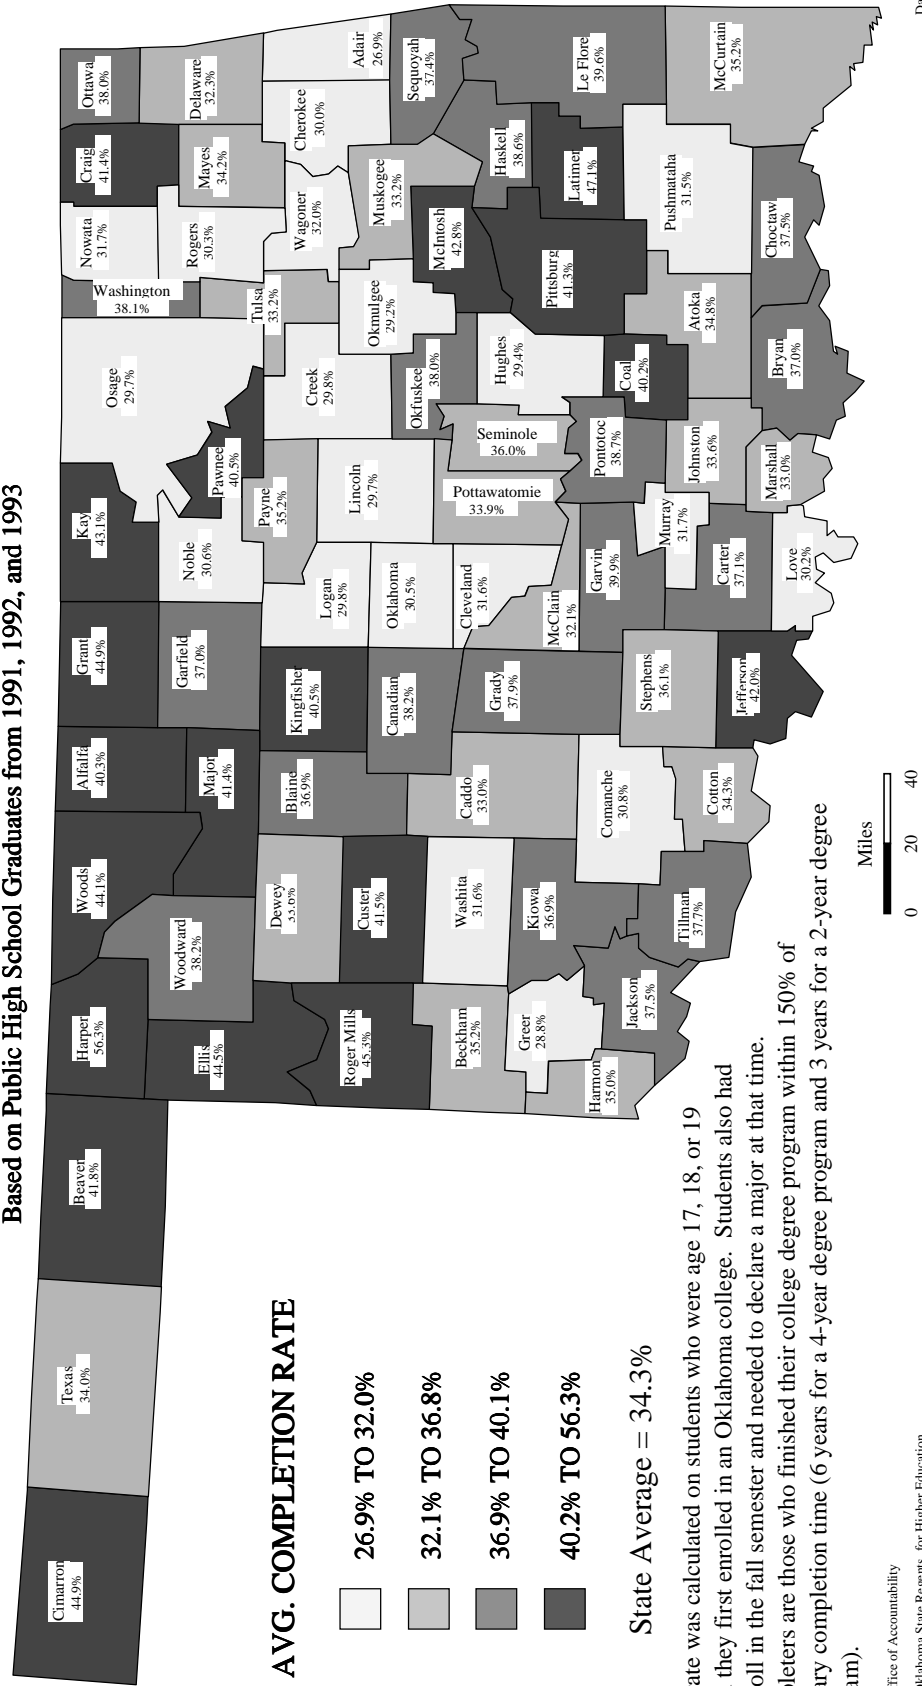 Based on Public High School Graduates from 1991, 1992, and 1993
Cimarron
44.9%
Texas
34.0%
Beaver
41.8%
Harper
56.3%
Woods
44.1%
Alfalfa
40.3%
Grant
44.9%
Kay
43.1%
Osage
29.7%
Washington
38.1%
Nowata
31.7%
Craig
41.4%
Ottawa
38.0%
Ellis
44.5%
Woodward
38.2%
Major
41.4%
Garfield
37.0%
Noble
30.6%
Pawnee
40.5%
Rogers
30.3%
Mayes
34.2%
Delaware
32.3%
Roger Mills
45.3%
Dewey
Custer
41.5%
Blaine
36.9%
Kingfisher
40.5%
Logan
29.8%
Payne
35.2%
Lincoln
29.7%
Creek
29.8%
Tulsa
33.2%
Wagoner
32.0%
Cherokee
30.0%
Adair
26.9%
Canadian
38.2%
Oklahoma
30.5%
Okfuskee
38.0%
Okmulgee
29.2%
Muskogee
33.2%
McIntosh
42.8%
Sequoyah
37.4%
Beckham
35.2%
Washita
31.6%
Caddo
33.0%
Grady
37.9%
Cleveland
31.6%
McClain
32.1%
Pottawatomie
33.9%
Seminole
36.0%
Hughes
29.4%
Pittsburg
41.3%
Haskell
38.6%
Latimer
47.1%
Le Flore
39.6%
Greer
28.8%
Kiowa
36.9%
Harmon
35.0%
Jackson
37.5%
Comanche
30.8%
Stephens
36.1%
Garvin
39.9%
Pontotoc
38.7%
Coal
40.2%
Murray
31.7%
Johnston
33.6%
Atoka
34.8%
Pushmataha
31.5%
McCurtain
35.2%
Tillman
37.7%
Cotton
34.3%
Jefferson
42.0%
Carter
37.1%
Love
30.2%
Marshall
33.0%
Bryan
37.0%
Choctaw
37.5%
AVG. COMPLETION RATE
26.9% TO 32.0%
32.1% TO 36.8%
36.9% TO 40.1%
40.2% TO 56.3%
State Average = 34.3%
ate was calculated on students who were age 17, 18, or 19
they first enrolled in an Oklahoma college. Students also had
oll in the fall semester and needed to declare a major at that time.
pleters are those who finished their college degree program within 150% of
ary completion time (6 years for a 4-year degree program and 3 years for a 2-year degree
am).
Miles
0 20 40
fice of Accountability
klahoma State Regents for Higher Education
Da